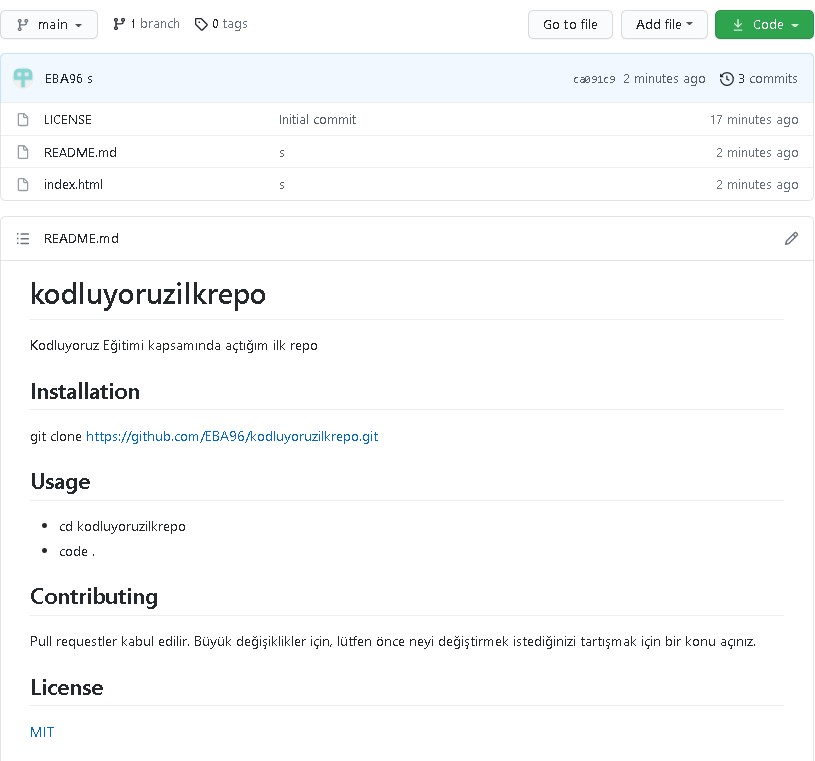 main 1 branch 0 tags Go to file Add file Code
EBA96 s ca091c9 2 minutes ago 3 commits
LICENSE Initial commit 17 minutes ago
README.md s 2 minutes ago
index.html s 2 minutes ago
README.md
kodluyoruzilkrepo
Kodluyoruz Eğitimi kapsamında açtığım ilk repo
Installation
git clone https://github.com/EBA96/kodluyoruzilkrepo.git
Usage
cd kodluyoruzilkrepo
code .
Contributing
Pull requestler kabul edilir. Büyük değişiklikler için, lütfen önce neyi değiştirmek istediğinizi tartışmak için bir konu açınız.
License
MIT